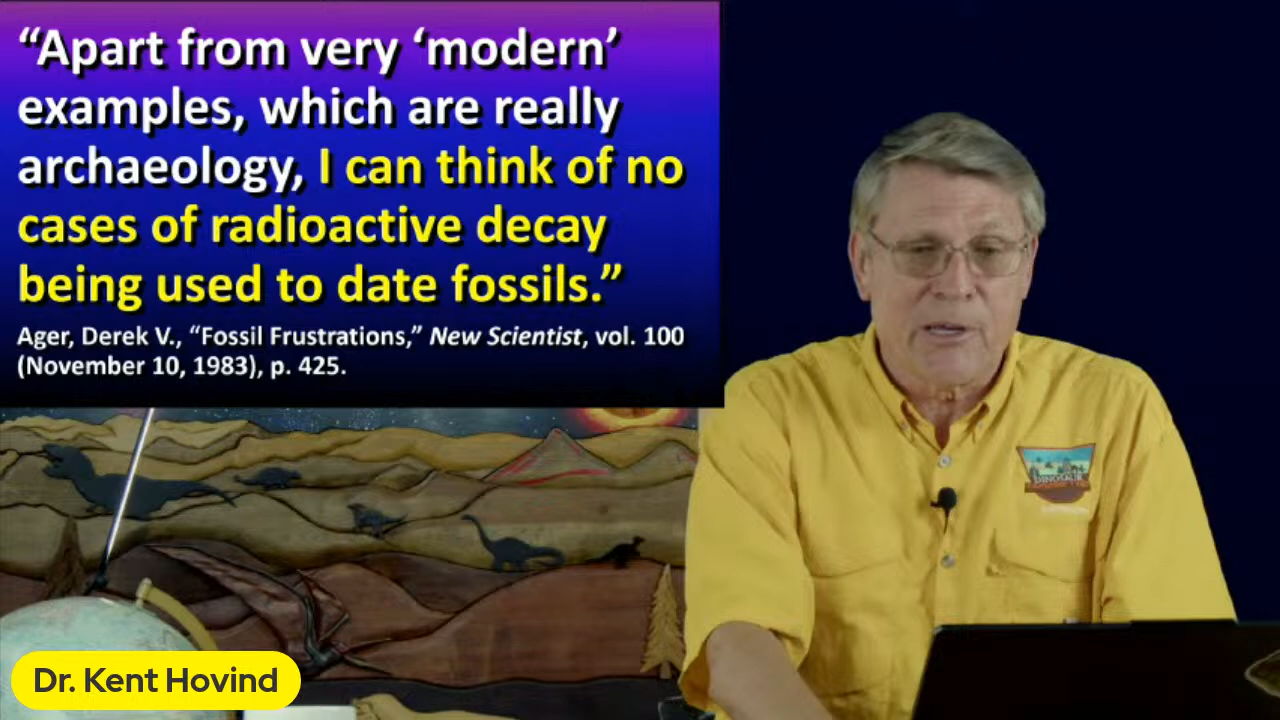 “Apart from very ‘modern’
examples, which are really
archaeology, I can think of no
cases of radioactive decay
being used to date fossils.”
Ager, Derek V., “Fossil Frustrations,” New Scientist, vol. 100
(November 10, 1983), p. 425.
DINOSAUR
Dr. Kent Hovind